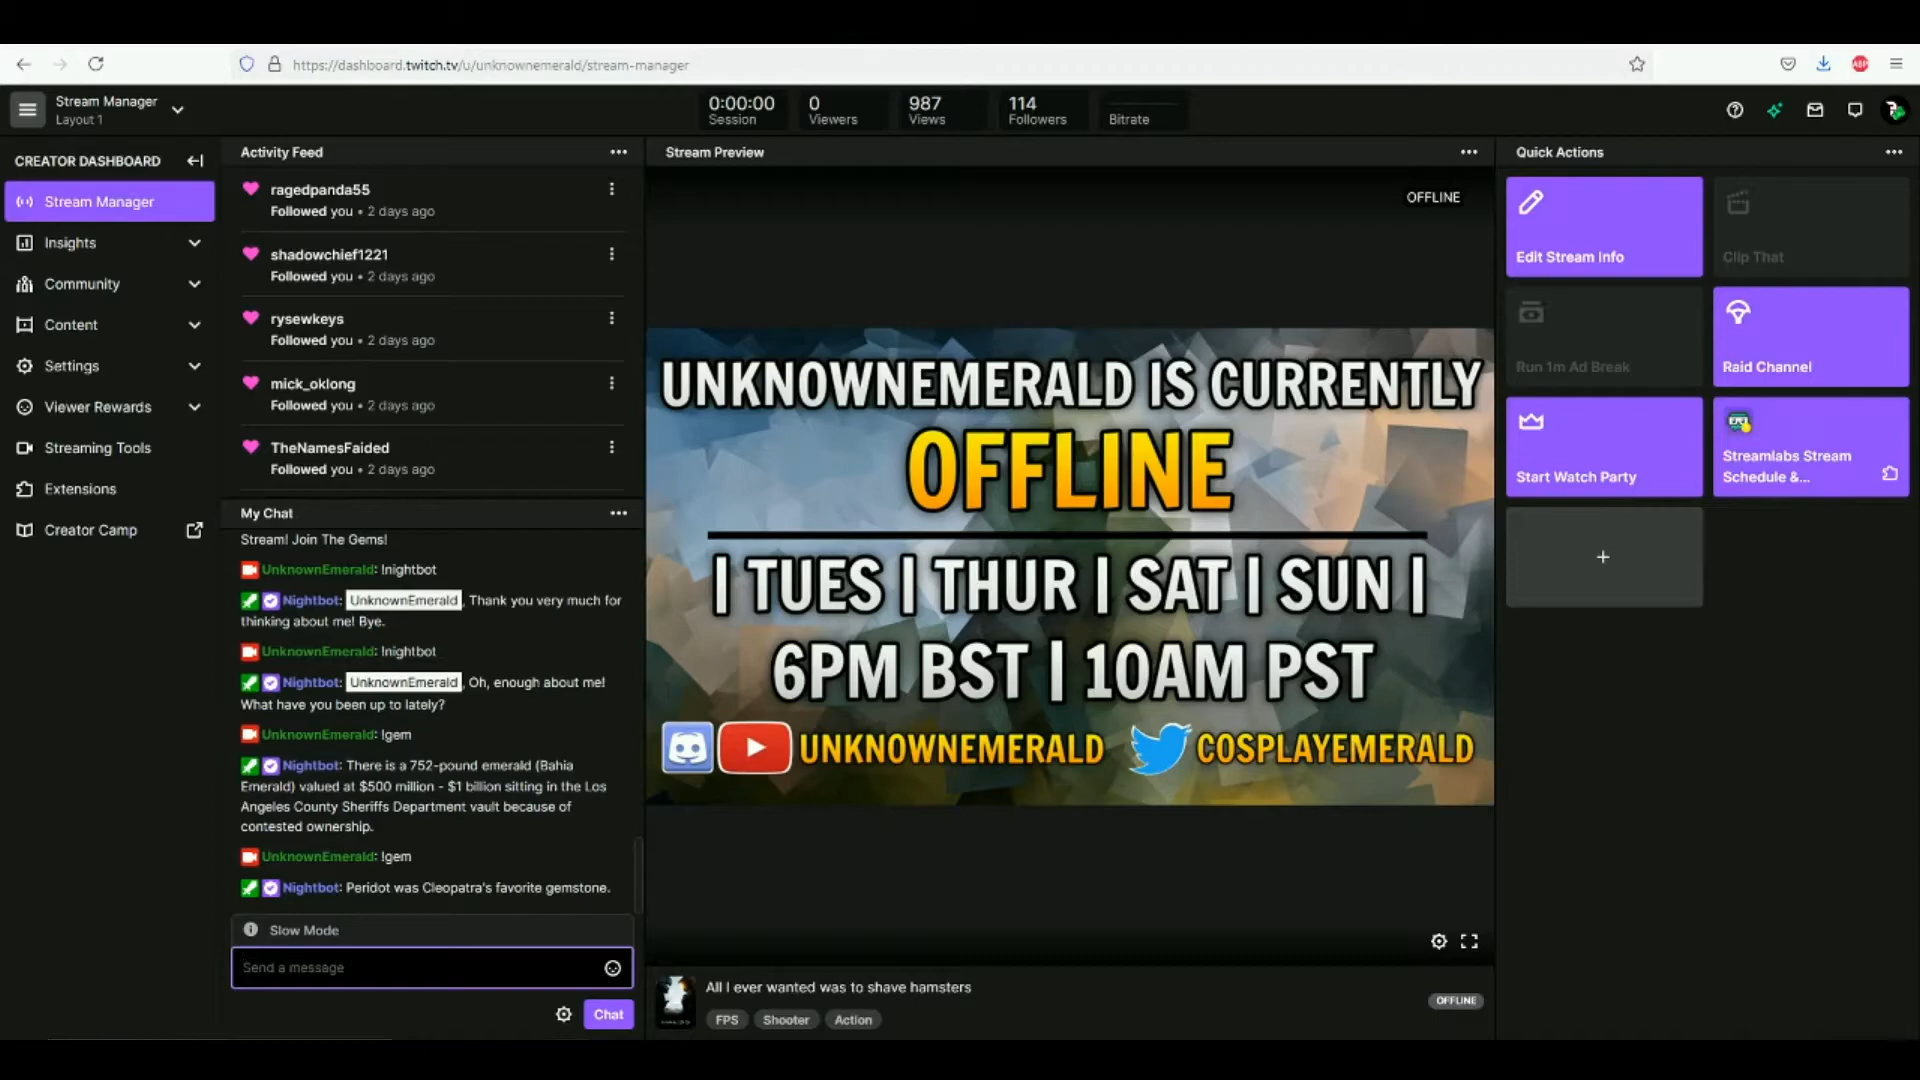 https://dashboard.twitch.tv/u/unknownemerald/stream-manager
ABP
Stream Manager
Layout 1
0:00:00
Session
0
Viewers
987
Views
114
Followers
Bitrate
CREATOR DASHBOARD
Stream Manager
Insights
Community
Content
Settings
Viewer Rewards
Streaming Tools
Extensions
Creator Camp
Activity Feed
ragedpanda55
Followed you • 2 days ago
shadowchief1221
Followed you • 2 days ago
rysewkeys
Followed you • 2 days ago
mick_oklong
Followed you • 2 days ago
TheNamesFaided
Followed you • 2 days ago
My Chat
Stream! Join The Gems!
UnknownEmerald: !nightbot
Nightbot: UnknownEmerald, Thank you very much for
thinking about me! Bye.
UnknownEmerald: !nightbot
Nightbot: UnknownEmerald, Oh, enough about me!
What have you been up to lately?
UnknownEmerald: !gem
Nightbot: There is a 752-pound emerald (Bahia
Emerald) valued at $500 million - $1 billion sitting in the Los
Angeles County Sheriffs Department vault because of
contested ownership.
UnknownEmerald: !gem
Nightbot: Peridot was Cleopatra's favorite gemstone.
Slow Mode
Send a message
Chat
Stream Preview
OFFLINE
UNKNOWNEMERALD IS CURRENTLY
OFFLINE
| TUES | THUR | SAT | SUN |
6PM BST | 10AM PST
UNKNOWNEMERALD COSPLAYEMERALD
All I ever wanted was to shave hamsters
FPS Shooter Action
OFFLINE
Quick Actions
Edit Stream Info
Clip That
Run 1m Ad Break
Raid Channel
Start Watch Party
Streamlabs Stream
Schedule &...